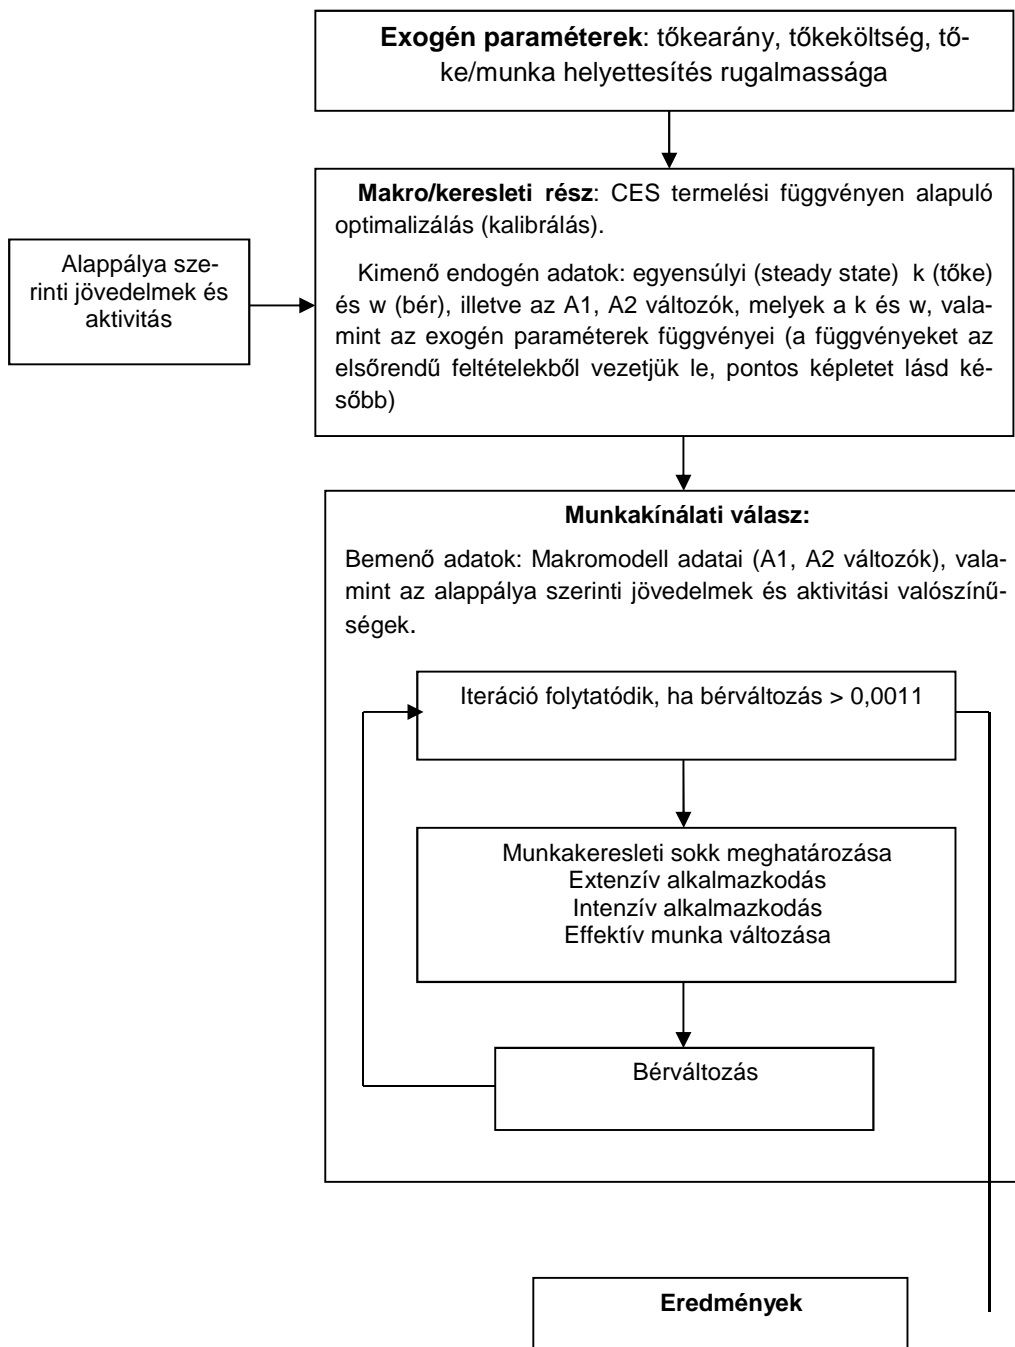 Exogén paraméterek: tőkearány, tőkeköltség, tő-
ke/munka helyettesítés rugalmassága
Makro/keresleti rész: CES termelési függvényen alapuló
optimalizálás (kalibrálás).
Kimenő endogén adatok: egyensúlyi (steady state) k (tőke)
és w (bér), illetve az A1, A2 változók, melyek a k és w, vala-
mint az exogén paraméterek függvényei (a függvényeket az
elsőrendű feltételekből vezetjük le, pontos képletet lásd ké-
sőbb)
Alappálya sze-
rinti jövedelmek és
aktivitás
Munkakínálati válasz:
Bemenő adatok: Makromodell adatai (A1, A2 változók), vala-
mint az alappálya szerinti jövedelmek és aktivitási valószínű-
ségek.
Iteráció folytatódik, ha bérváltozás > 0,0011
Munkakeresleti sokk meghatározása
Extenzív alkalmazkodás
Intenzív alkalmazkodás
Effektív munka változása
Bérváltozás
Eredmények